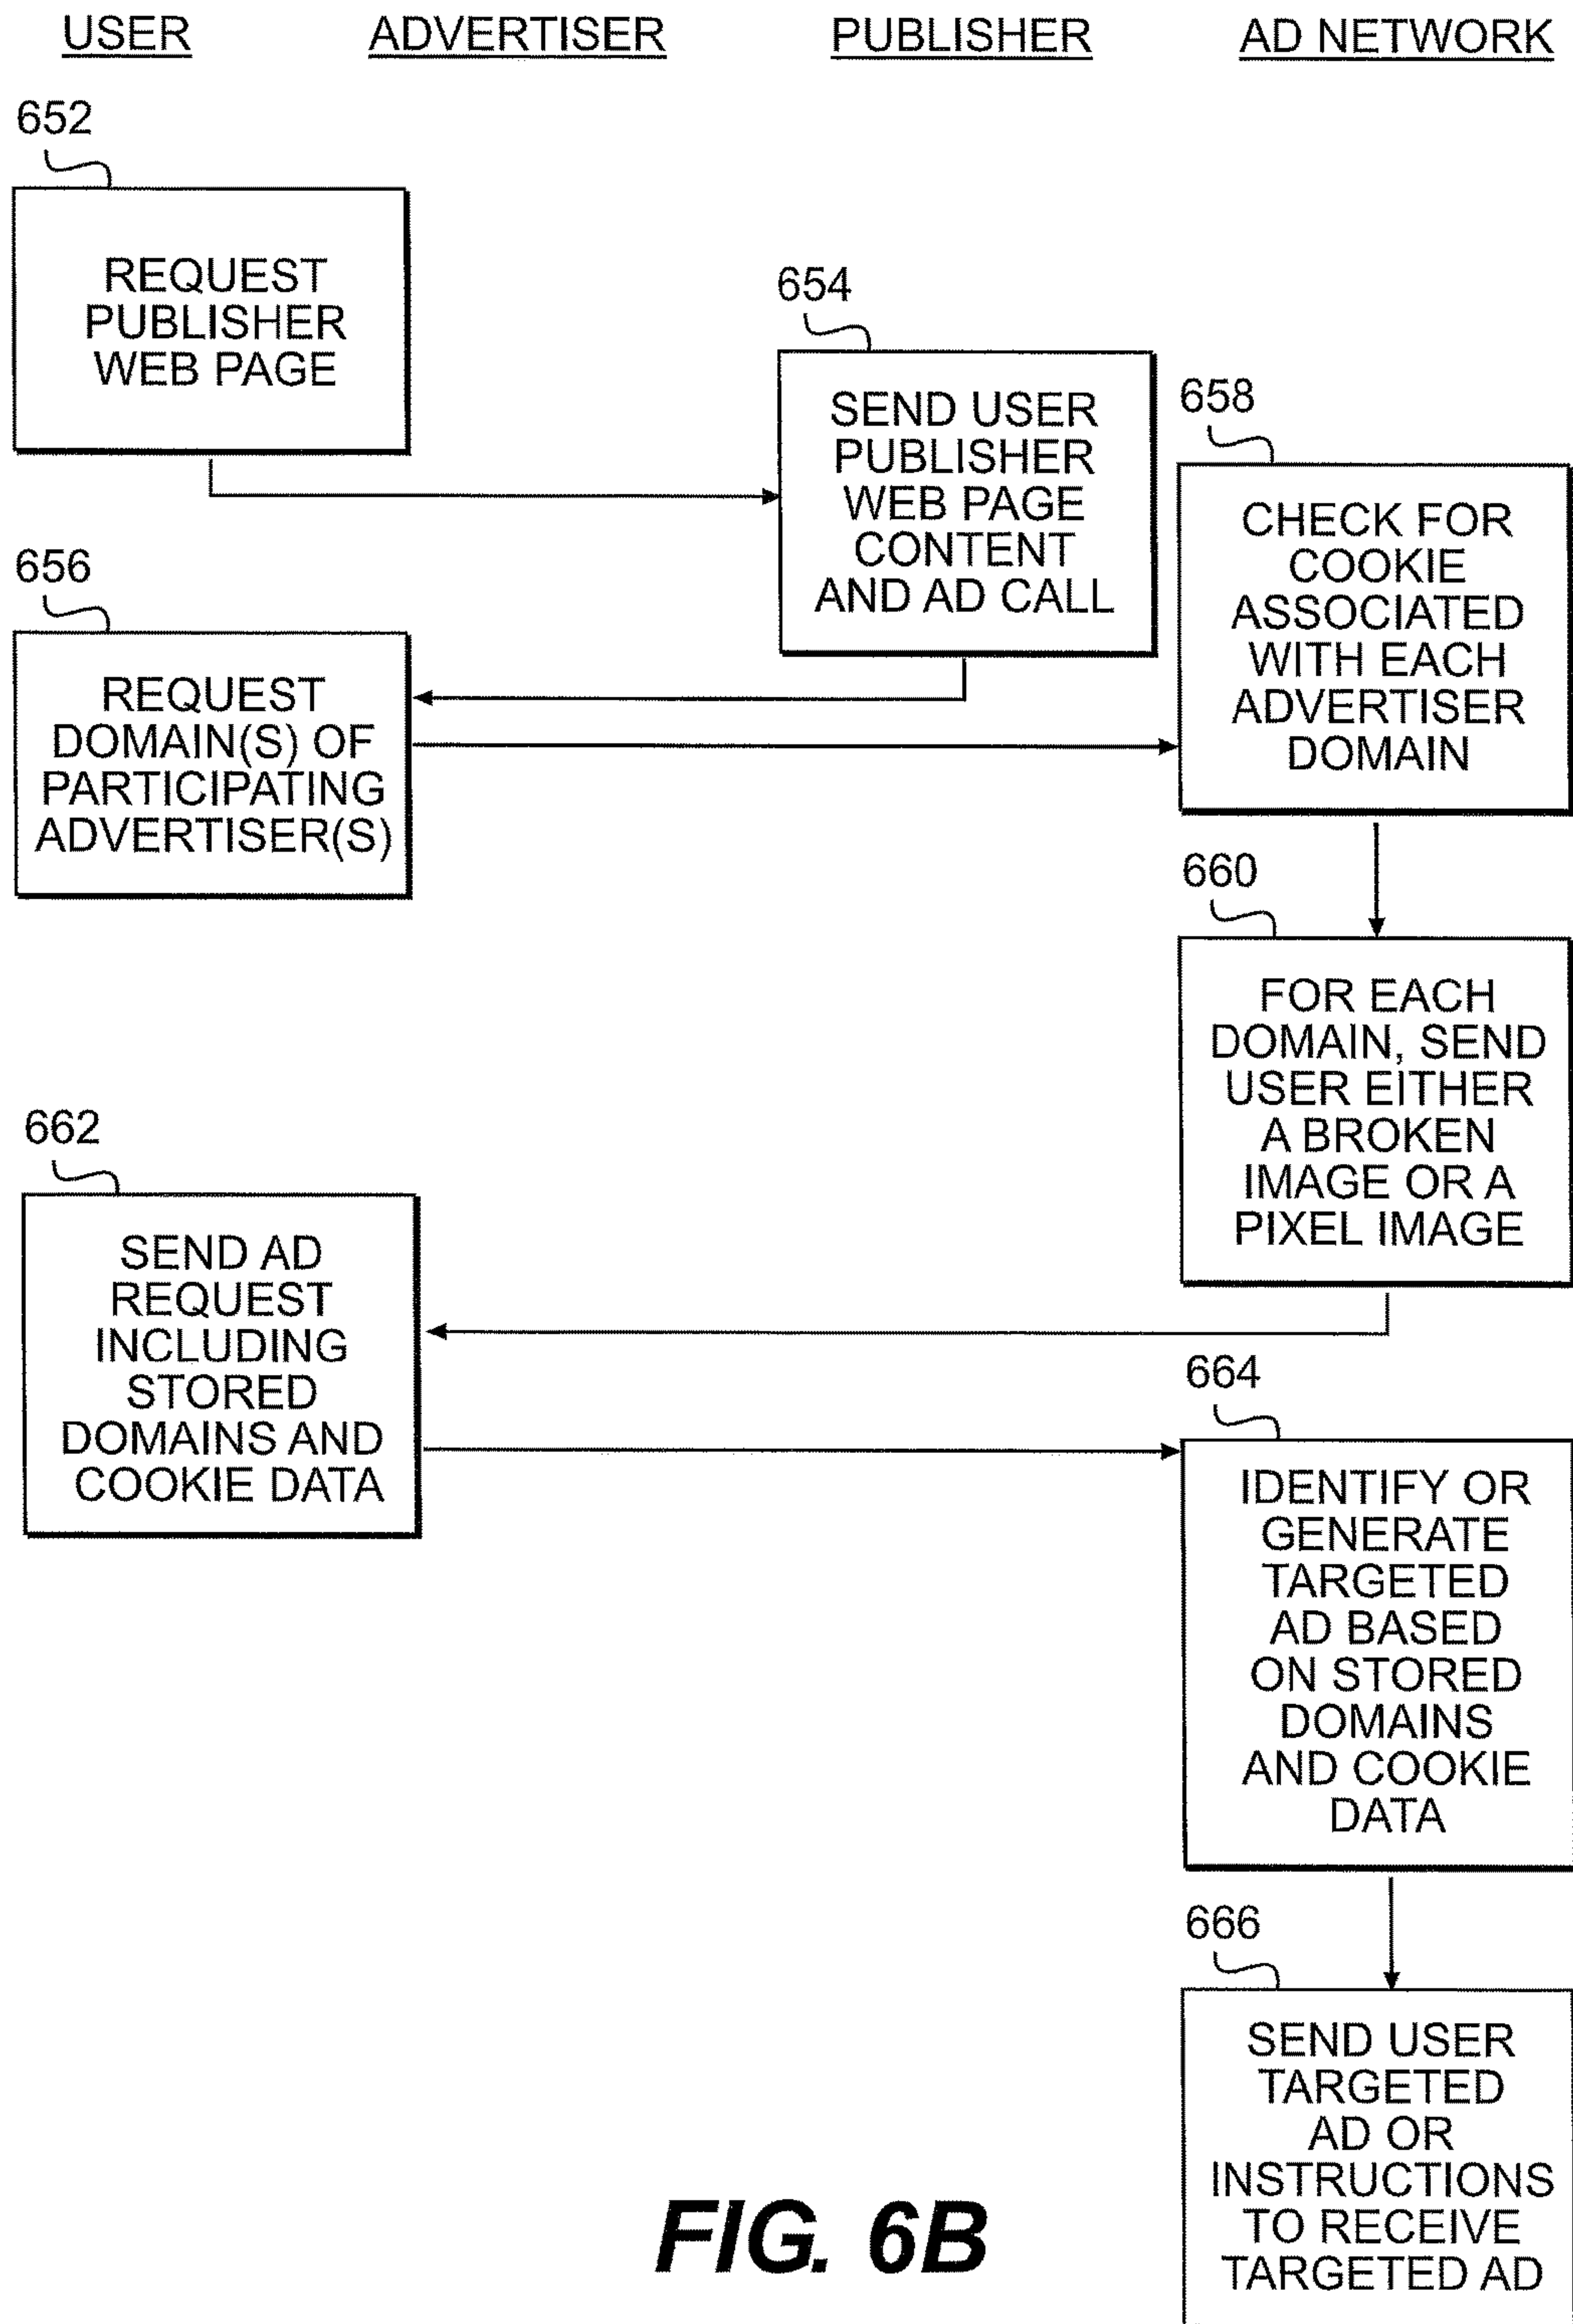 USER ADVERTISER PUBLISHER AD NETWORK
652
REQUEST
PUBLISHER
WEB PAGE
654
SEND USER
PUBLISHER
WEB PAGE
CONTENT
AND AD CALL
656
REQUEST
DOMAIN(S) OF
PARTICIPATING
ADVERTISER(S)
658
CHECK FOR
COOKIE
ASSOCIATED
WITH EACH
ADVERTISER
DOMAIN
660
FOR EACH
DOMAIN, SEND
USER EITHER
A BROKEN
IMAGE OR A
PIXEL IMAGE
662
SEND AD
REQUEST
INCLUDING
STORED
DOMAINS AND
COOKIE DATA
664
IDENTIFY OR
GENERATE
TARGETED
AD BASED
ON STORED
DOMAINS
AND COOKIE
DATA
666
SEND USER
TARGETED
AD OR
INSTRUCTIONS
TO RECEIVE
TARGETED AD
FIG. 6B